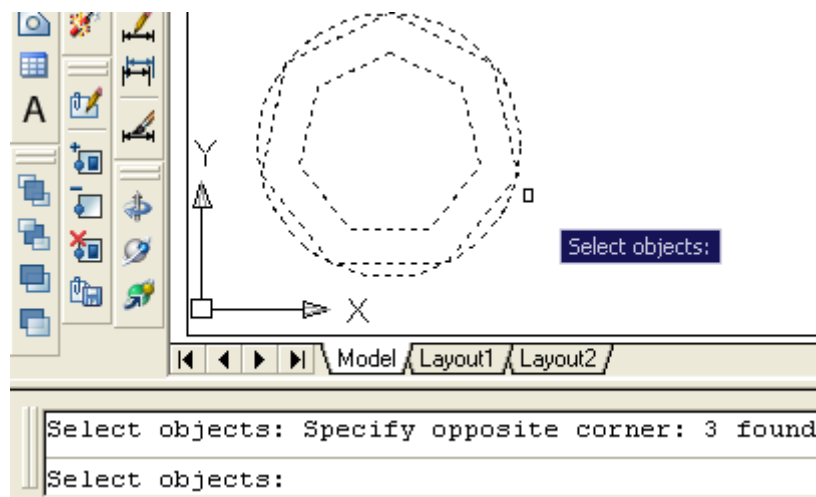 A
Y
Select objects:
X
Model Layout1 Layout2
Select objects: Specify opposite corner: 3 found
Select objects: